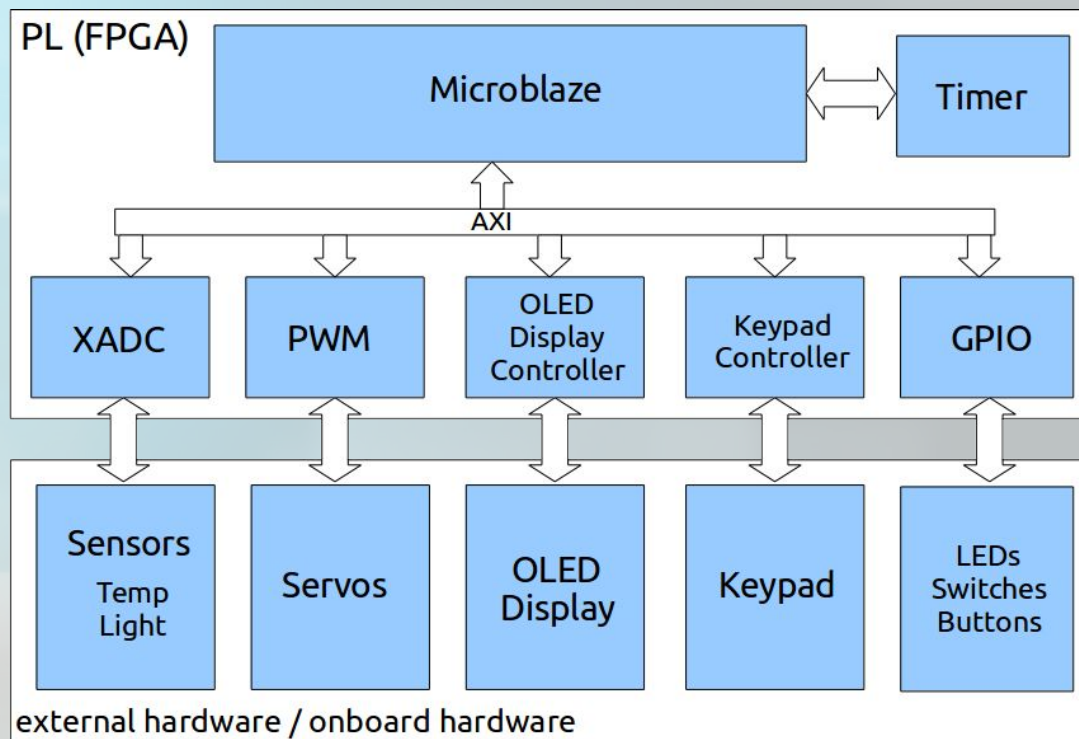 PL (FPGA)
Microblaze
Timer
AXI
XADC
PWM
OLED
Display
Controller
Keypad
Controller
GPIO
Sensors
Temp
Light
Servos
OLED
Display
Keypad
LEDs
Switches
Buttons
external hardware / onboard hardware